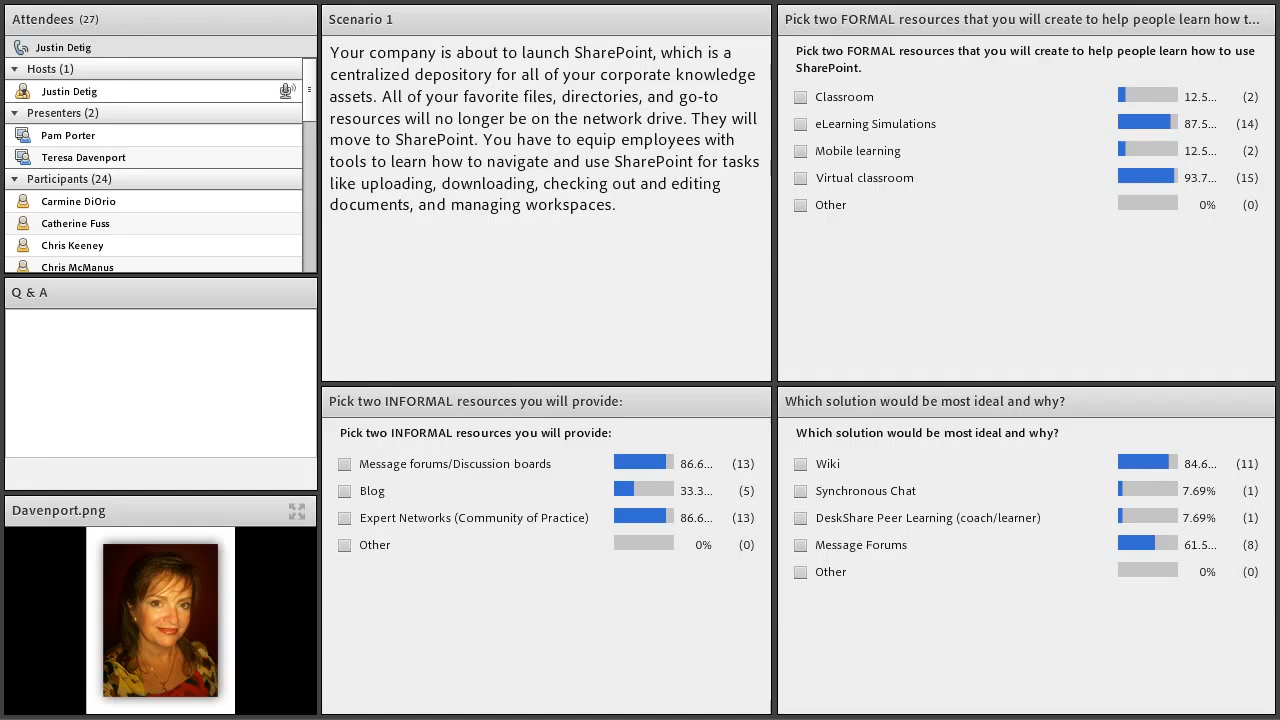 Attendees (27)
Justin Detig
Hosts (1)
Justin Detig
Presenters (2)
Pam Porter
Teresa Davenport
Participants (24)
Carmine DiOrio
Catherine Fuss
Chris Keeney
Chris McManus
Q & A
Davenport.png
Scenario 1
Your company is about to launch SharePoint, which is a
centralized depository for all of your corporate knowledge
assets. All of your favorite files, directories, and go-to
resources will no longer be on the network drive. They will
move to SharePoint. You have to equip employees with
tools to learn how to navigate and use SharePoint for tasks
like uploading, downloading, checking out and editing
documents, and managing workspaces.
Pick two FORMAL resources that you will create to help people learn how t...
Pick two FORMAL resources that you will create to help people learn how to use
SharePoint.
Classroom 12.5... (2)
eLearning Simulations 87.5... (14)
Mobile learning 12.5... (2)
Virtual classroom 93.7... (15)
Other 0% (0)
Pick two INFORMAL resources you will provide:
Pick two INFORMAL resources you will provide:
Message forums/Discussion boards 86.6... (13)
Blog 33.3... (5)
Expert Networks (Community of Practice) 86.6... (13)
Other 0% (0)
Which solution would be most ideal and why?
Which solution would be most ideal and why?
Wiki 84.6... (11)
Synchronous Chat 7.69% (1)
DeskShare Peer Learning (coach/learner) 7.69% (1)
Message Forums 61.5... (8)
Other 0% (0)